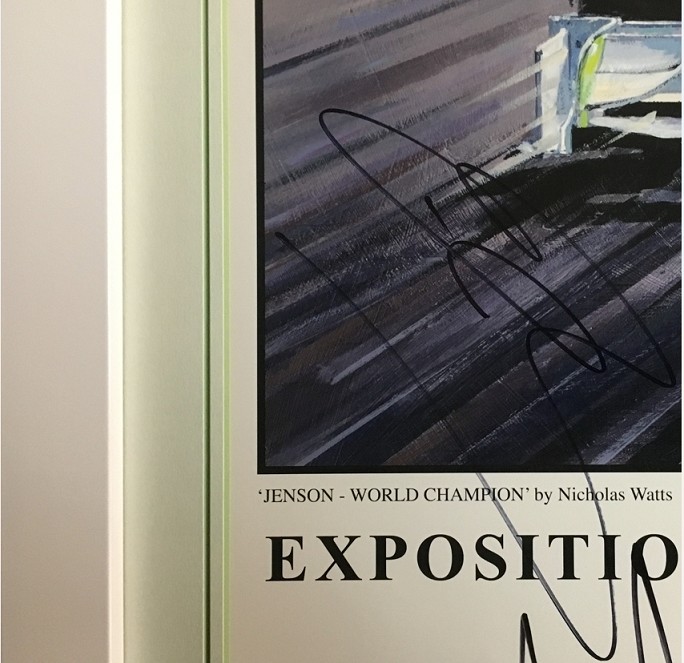 ‘JENSON - WORLD CHAMPION’ by Nicholas Watts
EXPOSITIO